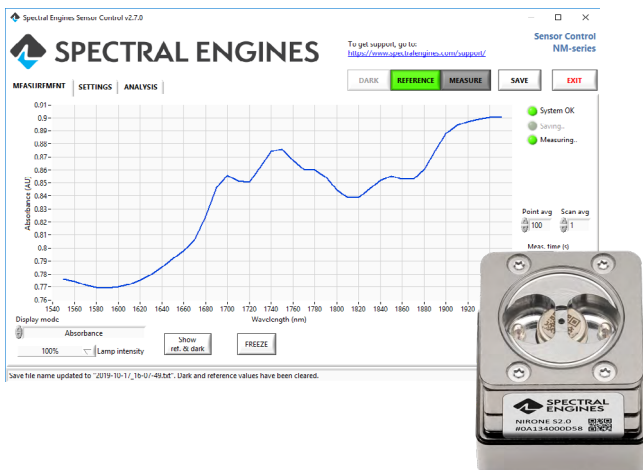 Spectral Engines Sensor Control v2.7.0
SPECTRAL ENGINES
To get support, go to:
https://www.spectralengines.com/support/
Sensor Control
NM-series
MEASUREMENT SETTINGS ANALYSIS
DARK REFERENCE MEASURE SAVE EXIT
0.91
0.9
0.89
0.88
0.87
0.86
0.85
0.84
0.83
0.82
0.81
0.8
0.79
0.78
0.77
0.76
Absorbance (AU)
1540 1560 1580 1600 1620 1640 1660 1680 1700 1720 1740 1760 1780 1800 1820 1840 1860 1880 1900 1920
Wavelength (nm)
System OK
Saving..
Measuring..
Point avg Scan avg
100 1
Meas. time (s)
Display mode
Absorbance
100% Lamp intensity
Show
ref. & dark
FREEZE
Save file name updated to "2019-10-17_16-07-49.txt". Dark and reference values have been cleared.
SPECTRAL
ENGINES
NIRONE S2.0
#0A134000D58